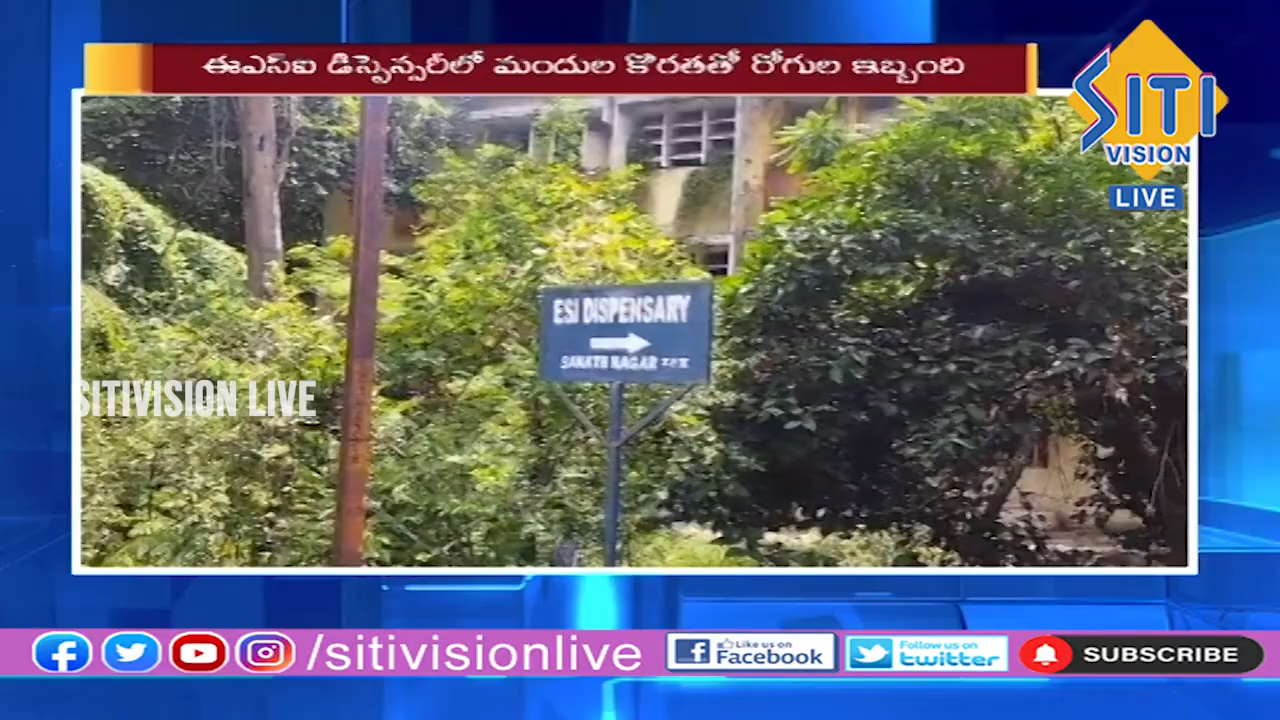 ఈఎస్ఐ డిస్పెన్సరీలో మందుల కొరతతో రోగుల ఇబ్బంది
SITI
VISION
LIVE
ESI DISPENSARY
SANATH NAGAR
SITIVISION LIVE
/sitivisionlive
Like us on
Facebook
Follow us on
twitter
SUBSCRIBE